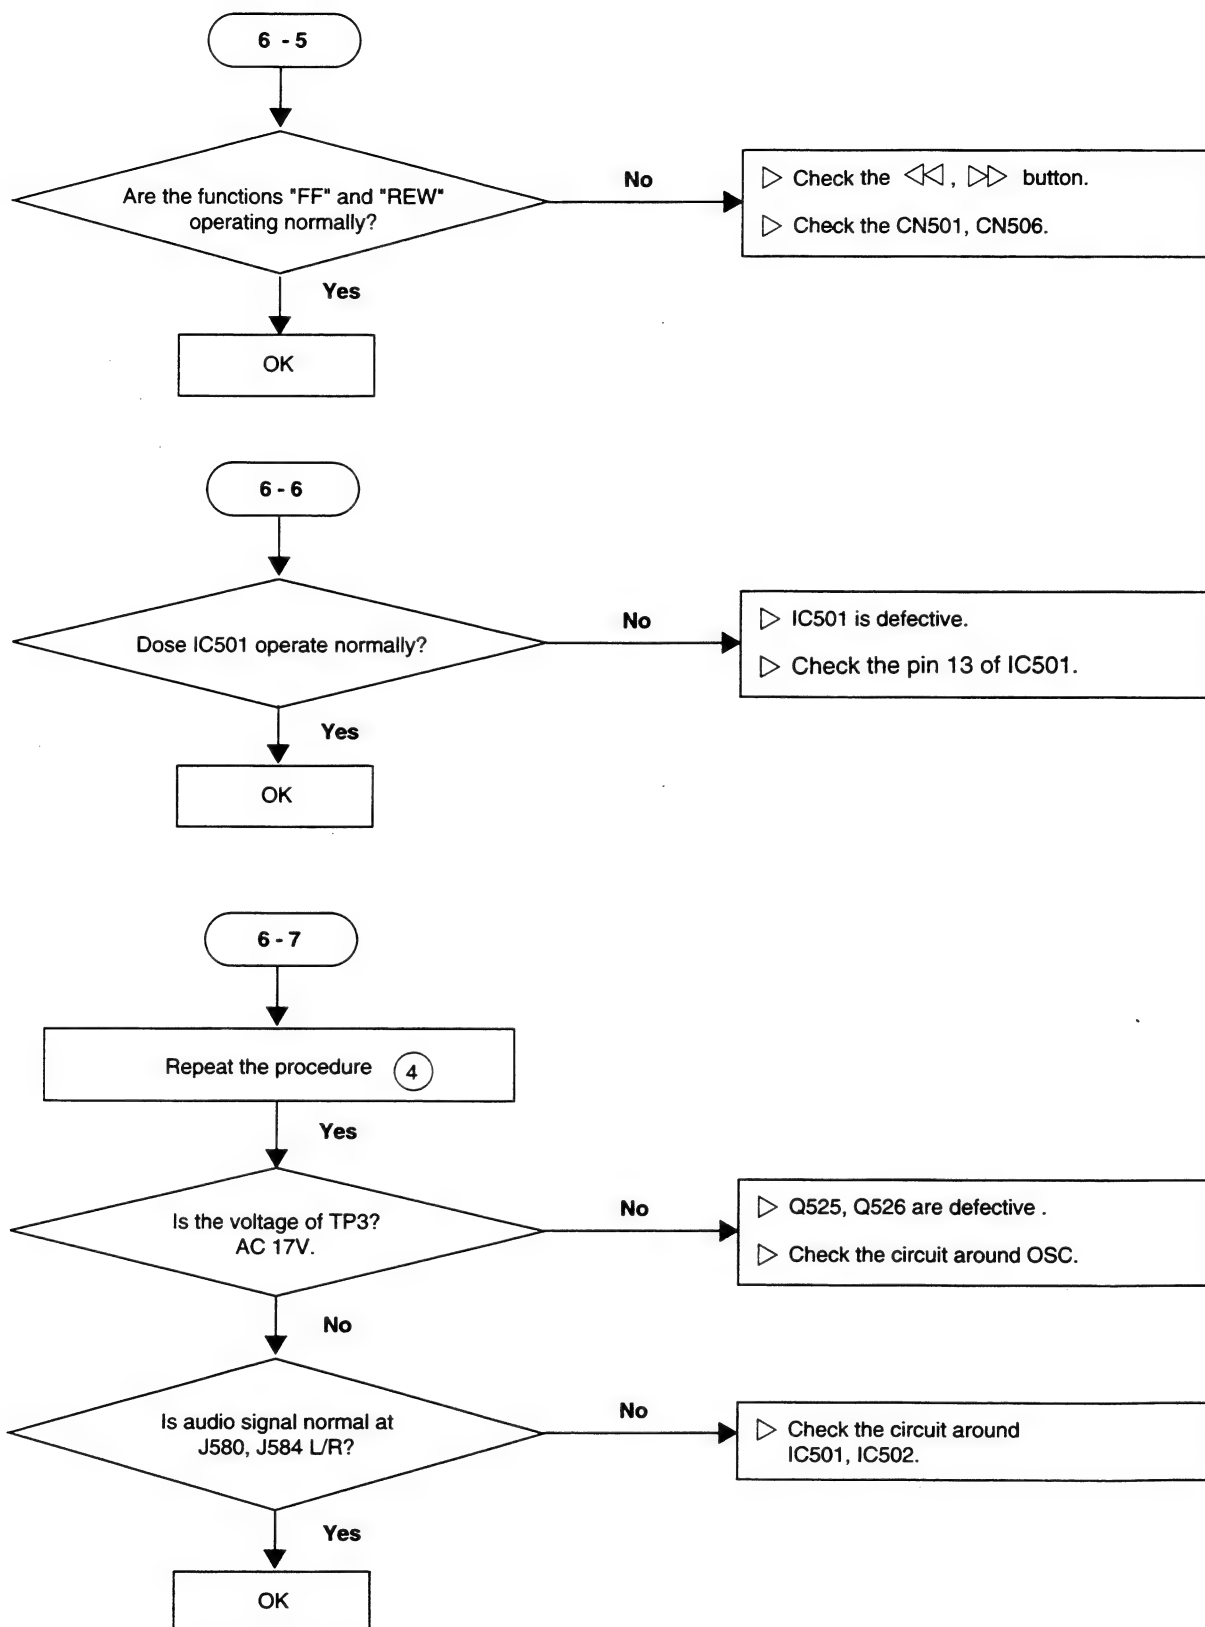 6 - 5
Are the functions "FF" and "REW"
operating normally?
No
▷ Check the ◁◁, ▷▷ button.
▷ Check the CN501, CN506.
Yes
OK
6 - 6
Dose IC501 operate normally?
No
▷ IC501 is defective.
▷ Check the pin 13 of IC501.
Yes
OK
6 - 7
Repeat the procedure 4
Yes
Is the voltage of TP3?
AC 17V.
No
▷ Q525, Q526 are defective .
▷ Check the circuit around OSC.
No
Is audio signal normal at
J580, J584 L/R?
No
▷ Check the circuit around
IC501, IC502.
Yes
OK